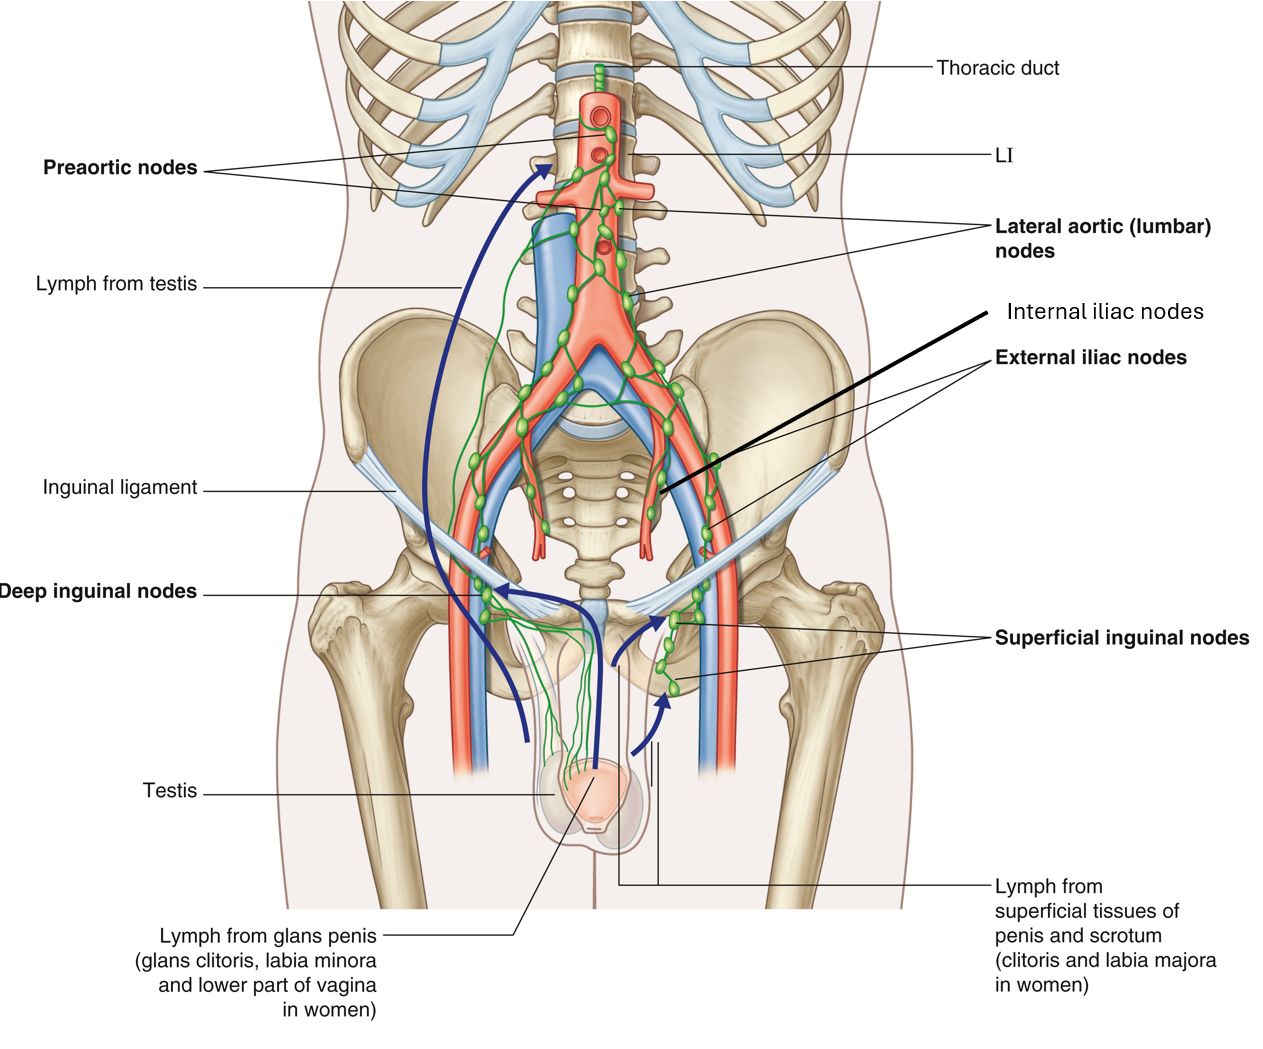 Thoracic duct
LI
Preaortic nodes
Lateral aortic (lumbar)
nodes
Lymph from testis
Internal iliac nodes
External iliac nodes
Inguinal ligament
Deep inguinal nodes
Superficial inguinal nodes
Testis
Lymph from glans penis
(glans clitoris, labia minora
and lower part of vagina
in women)
Lymph from
superficial tissues of
penis and scrotum
(clitoris and labia majora
in women)